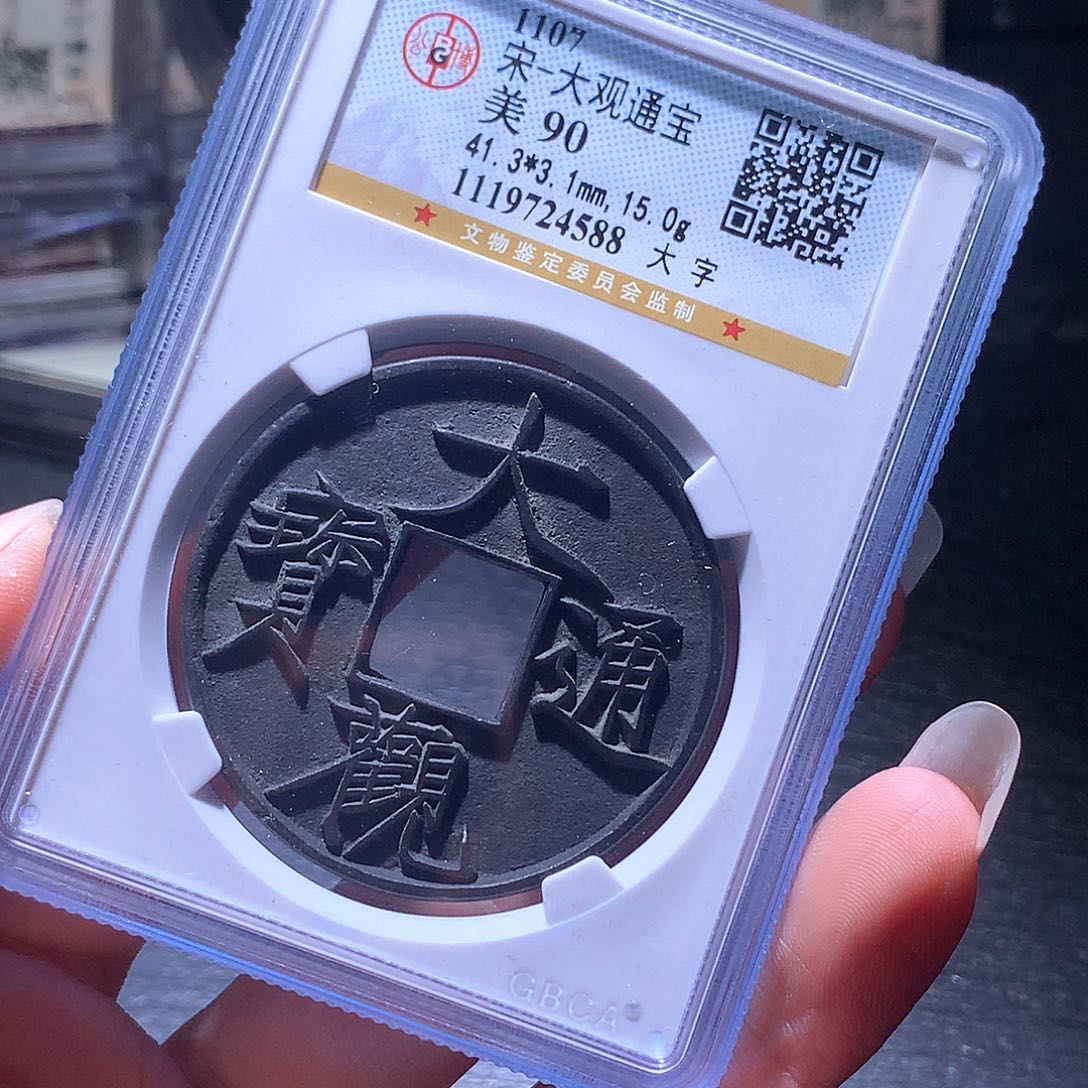 1107
宋-大观通宝
美 90
41.3*3.1mm, 15.0g
1119724588 大字
文物鉴定委员会监制
大
通
觀
寶
GBCA